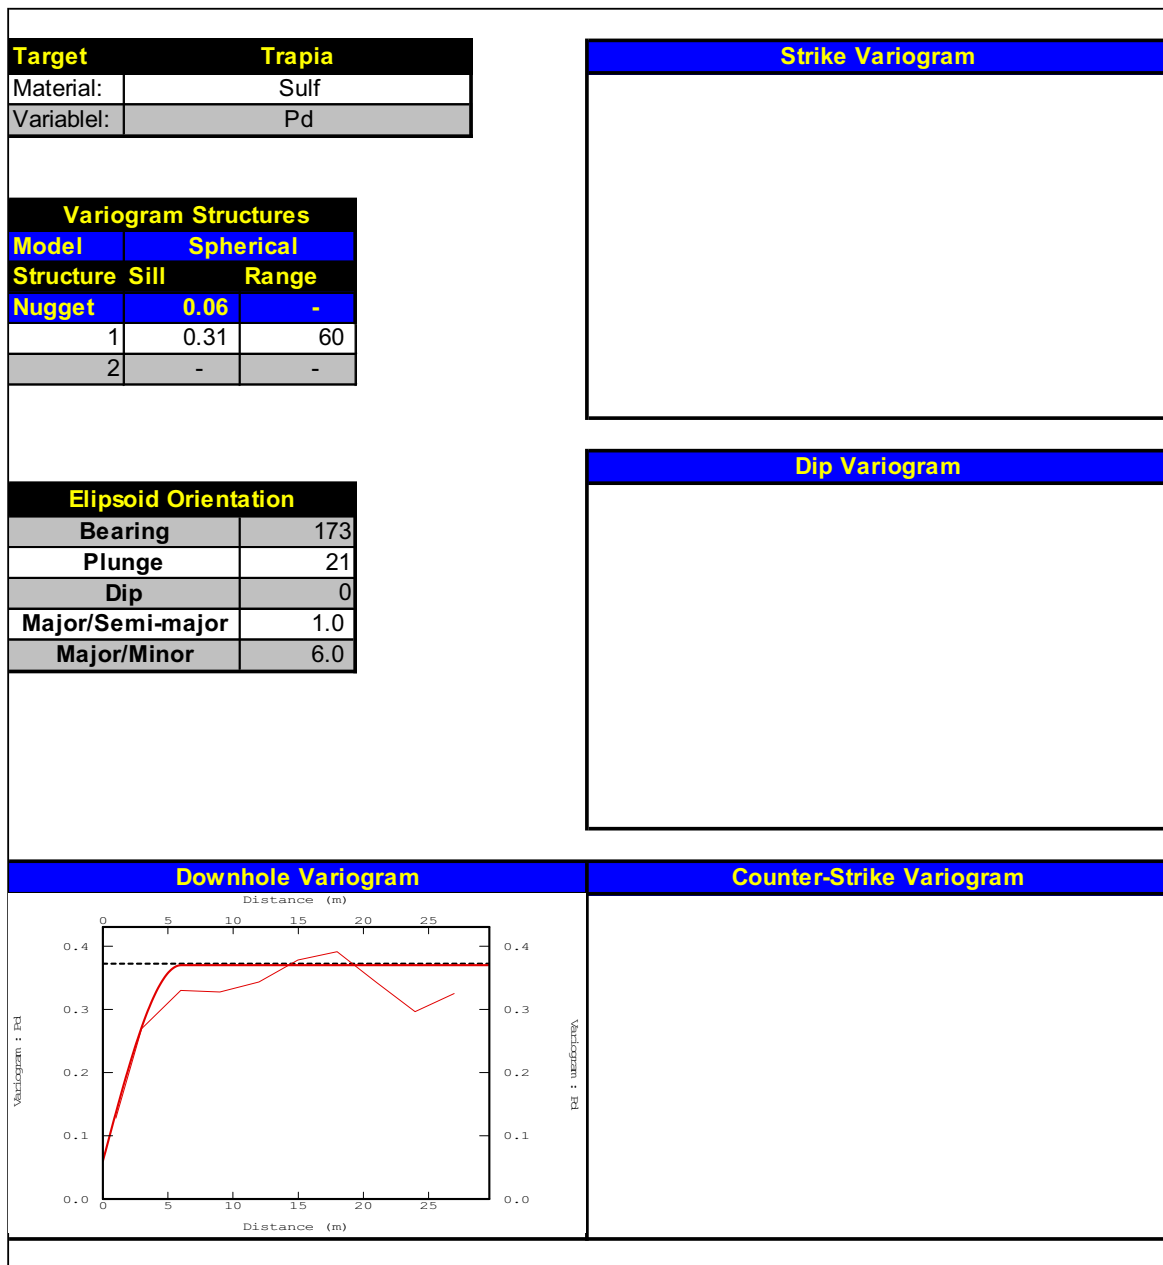 Target Trapia
Material: Sulf
Variablel: Pd
Variogram Structures
Model Spherical
Structure Sill Range
Nugget 0.06 -
1 0.31 60
2 - -
Elipsoid Orientation
Bearing 173
Plunge 21
Dip 0
Major/Semi-major 1.0
Major/Minor 6.0
Strike Variogram
Dip Variogram
Downhole Variogram
Distance (m)
0 5 10 15 20 25
0.4 0.4
0.3 0.3
0.2 0.2
0.1 0.1
0.0 0.0
Variogram : Pd
Variogram : Pd
0 5 10 15 20 25
Distance (m)
Counter-Strike Variogram